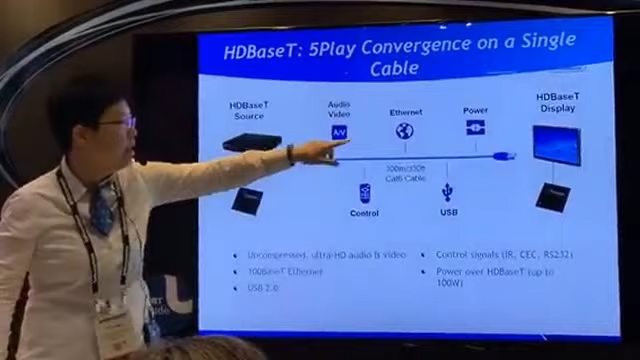 HDBaseT: 5Play Convergence on a Single
Cable
HDBaseT
Source
Audio
Video
Ethernet
Power
HDBaseT
Display
A/V
100m/330ft
Cat6 Cable
Control
USB
• Uncompressed, ultra-HD audio & video
• 100BaseT Ethernet
• USB 2.0
• Control signals (IR, CEC, RS232)
• Power over HDBaseT (up to
100W)